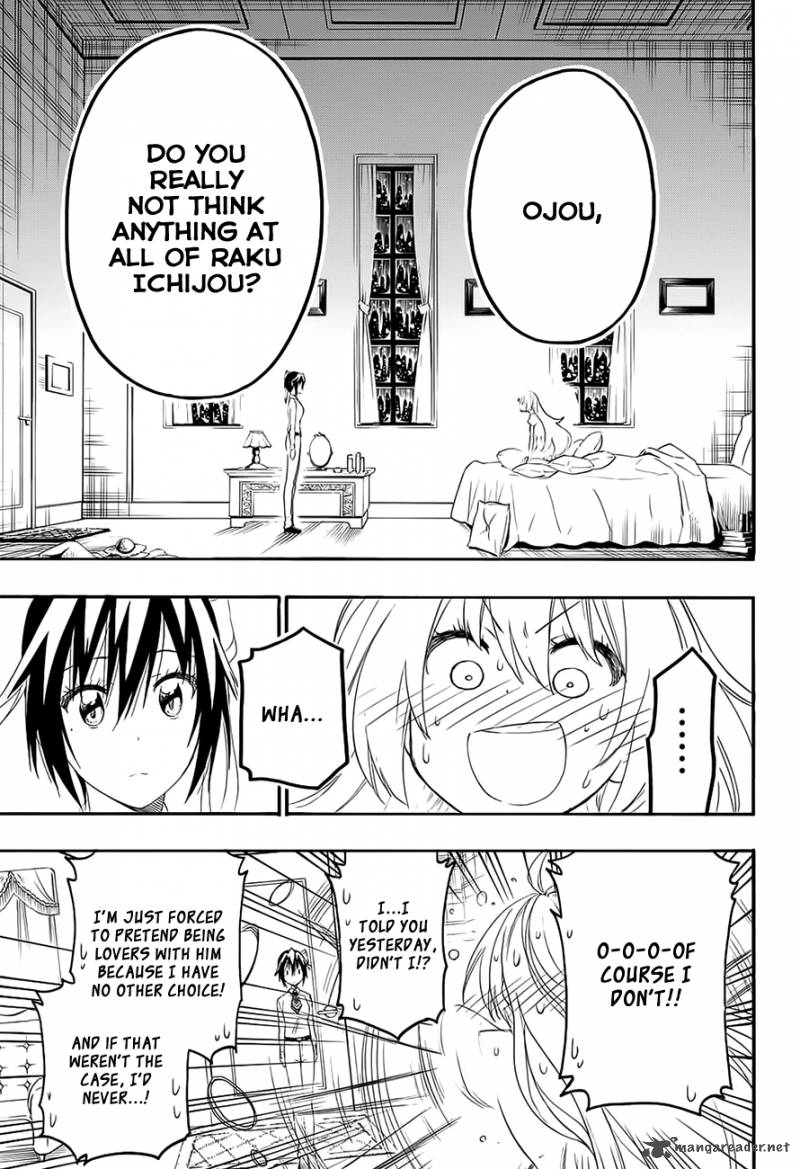 OJOU,
DO YOU
REALLY
NOT THINK
ANYTHING AT
ALL OF RAKU
ICHIJOU?
......
WHA...
O-O-O-OF
COURSE I
DON'T!!
I...I
TOLD YOU
YESTERDAY,
DIDN'T I!?
I'M JUST FORCED
TO PRETEND BEING
LOVERS WITH HIM
BECAUSE I HAVE
NO OTHER CHOICE!
AND IF THAT
WEREN'T THE
CASE, I'D
NEVER...!
mangareader.net